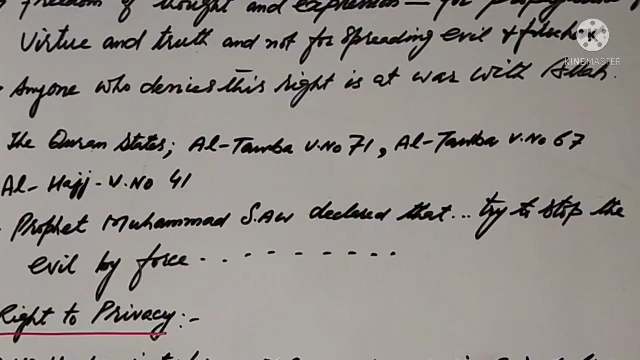 freedom of thought and expression - for propagation of
virtue and truth and not for spreading evil &
Anyone who denies this right is at war with Allah.
The Quran states; Al-Tauba V.No 71, Al-Tauba V.No 67
Al-Hajj-V.No 41
Prophet Muhammad S.Aw declared that... try to stop the
evil by force ..........
Right to Privacy:-
KINEMASTER